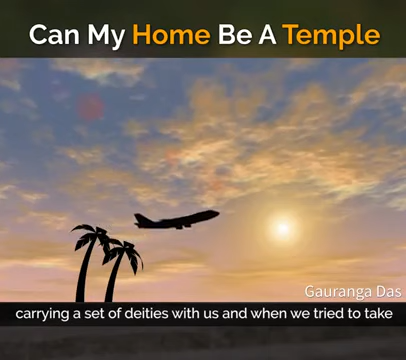 Can My Home Be A Temple
Gauranga Das
carrying a set of deities with us and when we tried to take